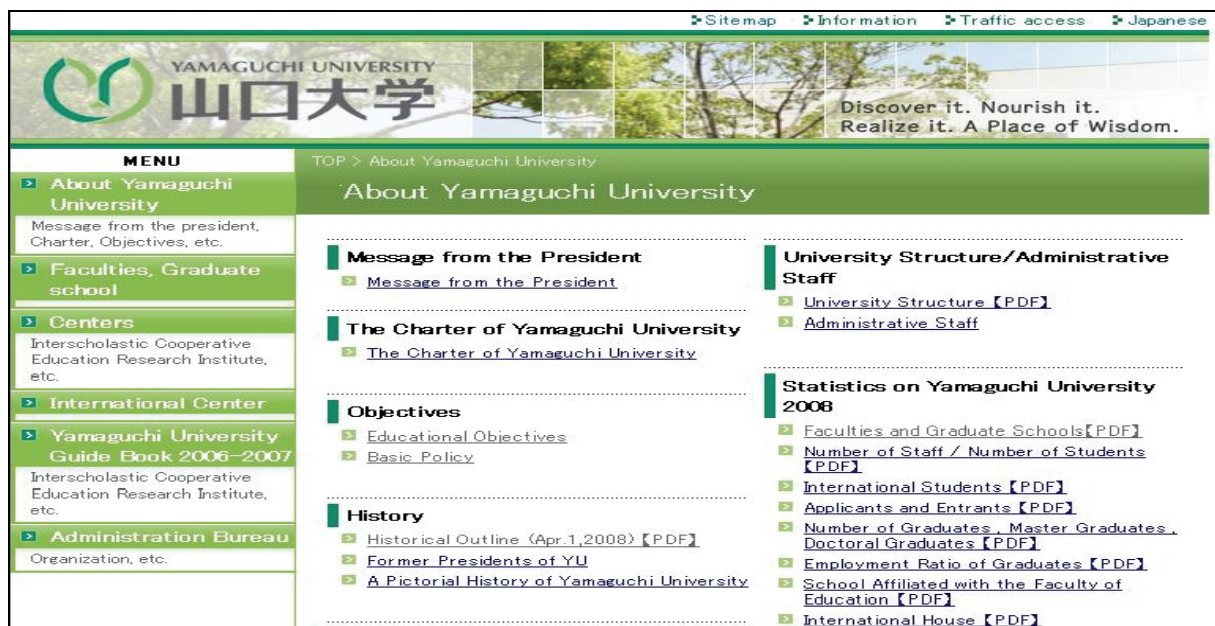 Sitemap Information Traffic access Japanese
YAMAGUCHI UNIVERSITY
山口大学
Discover it. Nourish it.
Realize it. A Place of Wisdom.
MENU
About Yamaguchi
University
Message from the president,
Charter, Objectives, etc.
Faculties, Graduate
school
Centers
Interscholastic Cooperative
Education Research Institute,
etc.
International Center
Yamaguchi University
Guide Book 2006-2007
Interscholastic Cooperative
Education Research Institute,
etc.
Administration Bureau
Organization, etc.
TOP > About Yamaguchi University
About Yamaguchi University
Message from the President
Message from the President
The Charter of Yamaguchi University
The Charter of Yamaguchi University
Objectives
Educational Objectives
Basic Policy
History
Historical Outline (Apr.1,2008)【PDF】
Former Presidents of YU
A Pictorial History of Yamaguchi University
University Structure/Administrative
Staff
University Structure【PDF】
Administrative Staff
Statistics on Yamaguchi University
2008
Faculties and Graduate Schools【PDF】
Number of Staff / Number of Students
【PDF】
International Students【PDF】
Applicants and Entrants【PDF】
Number of Graduates , Master Graduates ,
Doctoral Graduates【PDF】
Employment Ratio of Graduates【PDF】
School Affiliated with the Faculty of
Education【PDF】
International House【PDF】